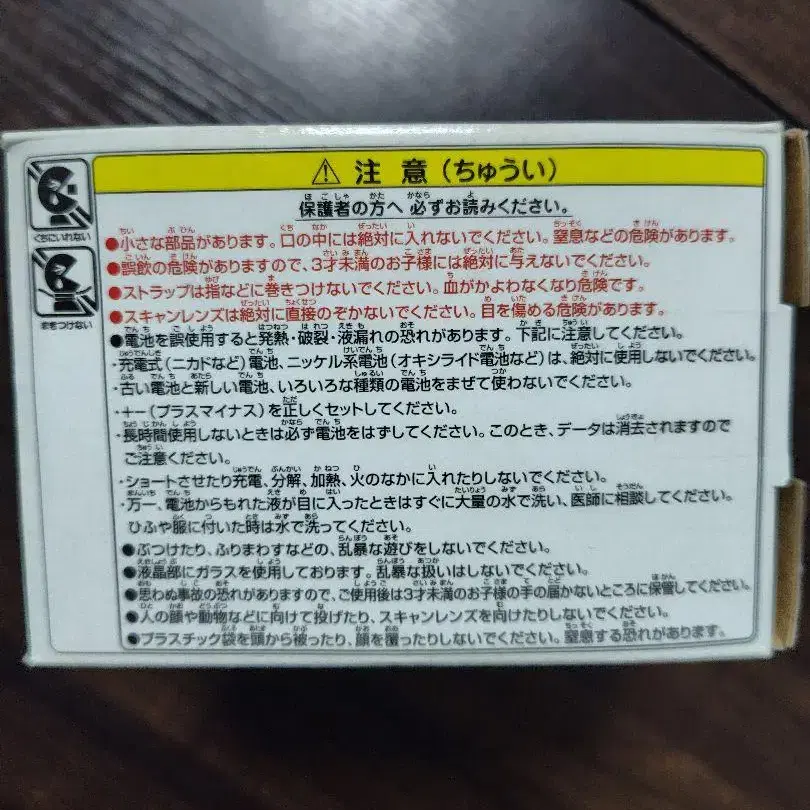 ⚠ 注意(ちゅうい)
保護者の方へ 必ずお読みください。
●小さな部品があります。口の中には絶対に入れないでください。窒息などの危険があります。
●誤飲の危険がありますので、3才未満のお子様には絶対に与えないでください。
●ストラップは指などに巻きつけないでください。血がかよわなくなり危険です。
●スキャンレンズは絶対に直接のぞかないでください。目を傷める危険があります。
●電池を誤使用すると発熱・破裂・液漏れの恐れがあります。下記に注意してください。
・充電式(ニカドなど)電池、ニッケル系電池(オキシライド電池など)は、絶対に使用しないでください。
・古い電池と新しい電池、いろいろな種類の電池をまぜて使わないでください。
・+-(プラスマイナス)を正しくセットしてください。
・長時間使用しないときは必ず電池をはずしてください。このとき、データは消去されますので
ご注意ください。
・ショートさせたり充電、分解、加熱、火のなかに入れたりしないでください。
・万一、電池からもれた液が目に入ったときはすぐに大量の水で洗い、医師に相談してください。
ひふや服に付いた時は水で洗ってください。
●ぶつけたり、ふりまわすなどの、乱暴な遊びをしないでください。
●液晶部にガラスを使用しております。乱暴な扱いはしないでください。
●思わぬ事故の恐れがありますので、ご使用後は3才未満のお子様の手の届かないところに保管してください。
●人の顔や動物などに向けて投げたり、スキャンレンズを向けたりしないでください。
●プラスチック袋を頭から被ったり、顔を覆ったりしないでください。窒息する恐れがあります。
くちにいれない
まきつけない